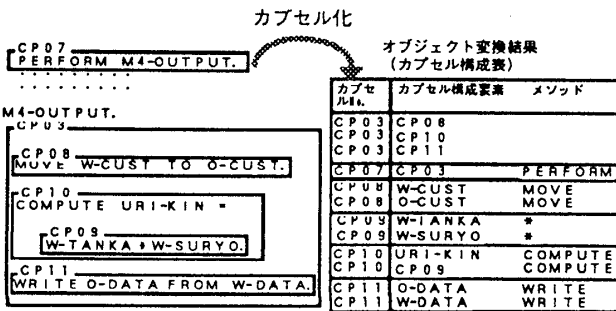 カプセル化
CP07
PERFORM M4-OUTPUT.
. . . . . . . . .
. . . . . . . . .
M4-OUTPUT.
CP03
CP08
MOVE W-CUST TO O-CUST.
CP10
COMPUTE URI-KIN =
CP09
W-TANKA * W-SURYO.
CP11
WRITE O-DATA FROM W-DATA.
オブジェクト変換結果
(カプセル構成表)
カプセルNo. カプセル構成要素 メソッド
CP03 CP08
CP03 CP10
CP03 CP11
CP07 CP03 PERFORM
CP08 W-CUST MOVE
CP08 O-CUST MOVE
CP09 W-TANKA *
CP09 W-SURYO *
CP10 URI-KIN COMPUTE
CP10 CP09 COMPUTE
CP11 O-DATA WRITE
CP11 W-DATA WRITE